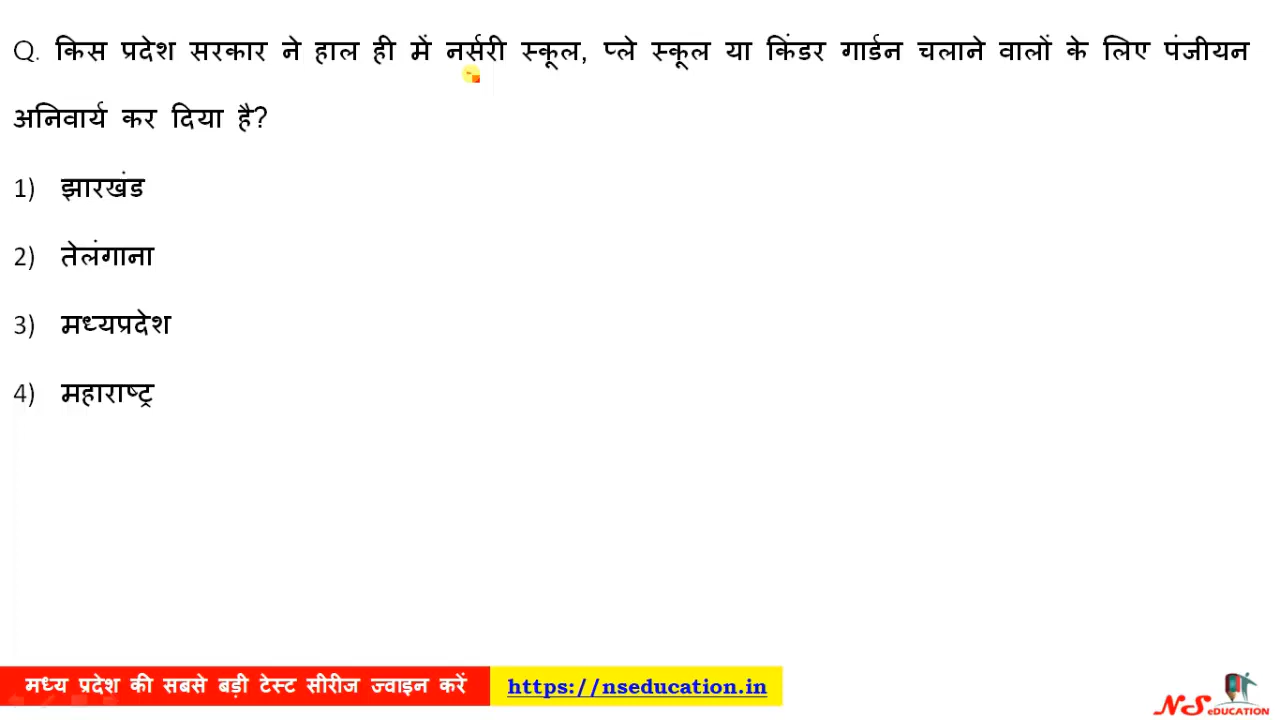 Q. किस प्रदेश सरकार ने हाल ही में नर्सरी स्कूल, प्ले स्कूल या किंडर गार्डन चलाने वालों के लिए पंजीयन
अनिवार्य कर दिया है?
1) झारखंड
2) तेलंगाना
3) मध्यप्रदेश
4) महाराष्ट्र
मध्य प्रदेश की सबसे बड़ी टेस्ट सीरीज ज्वाइन करें https://nseducation.in
NS eDUCATION